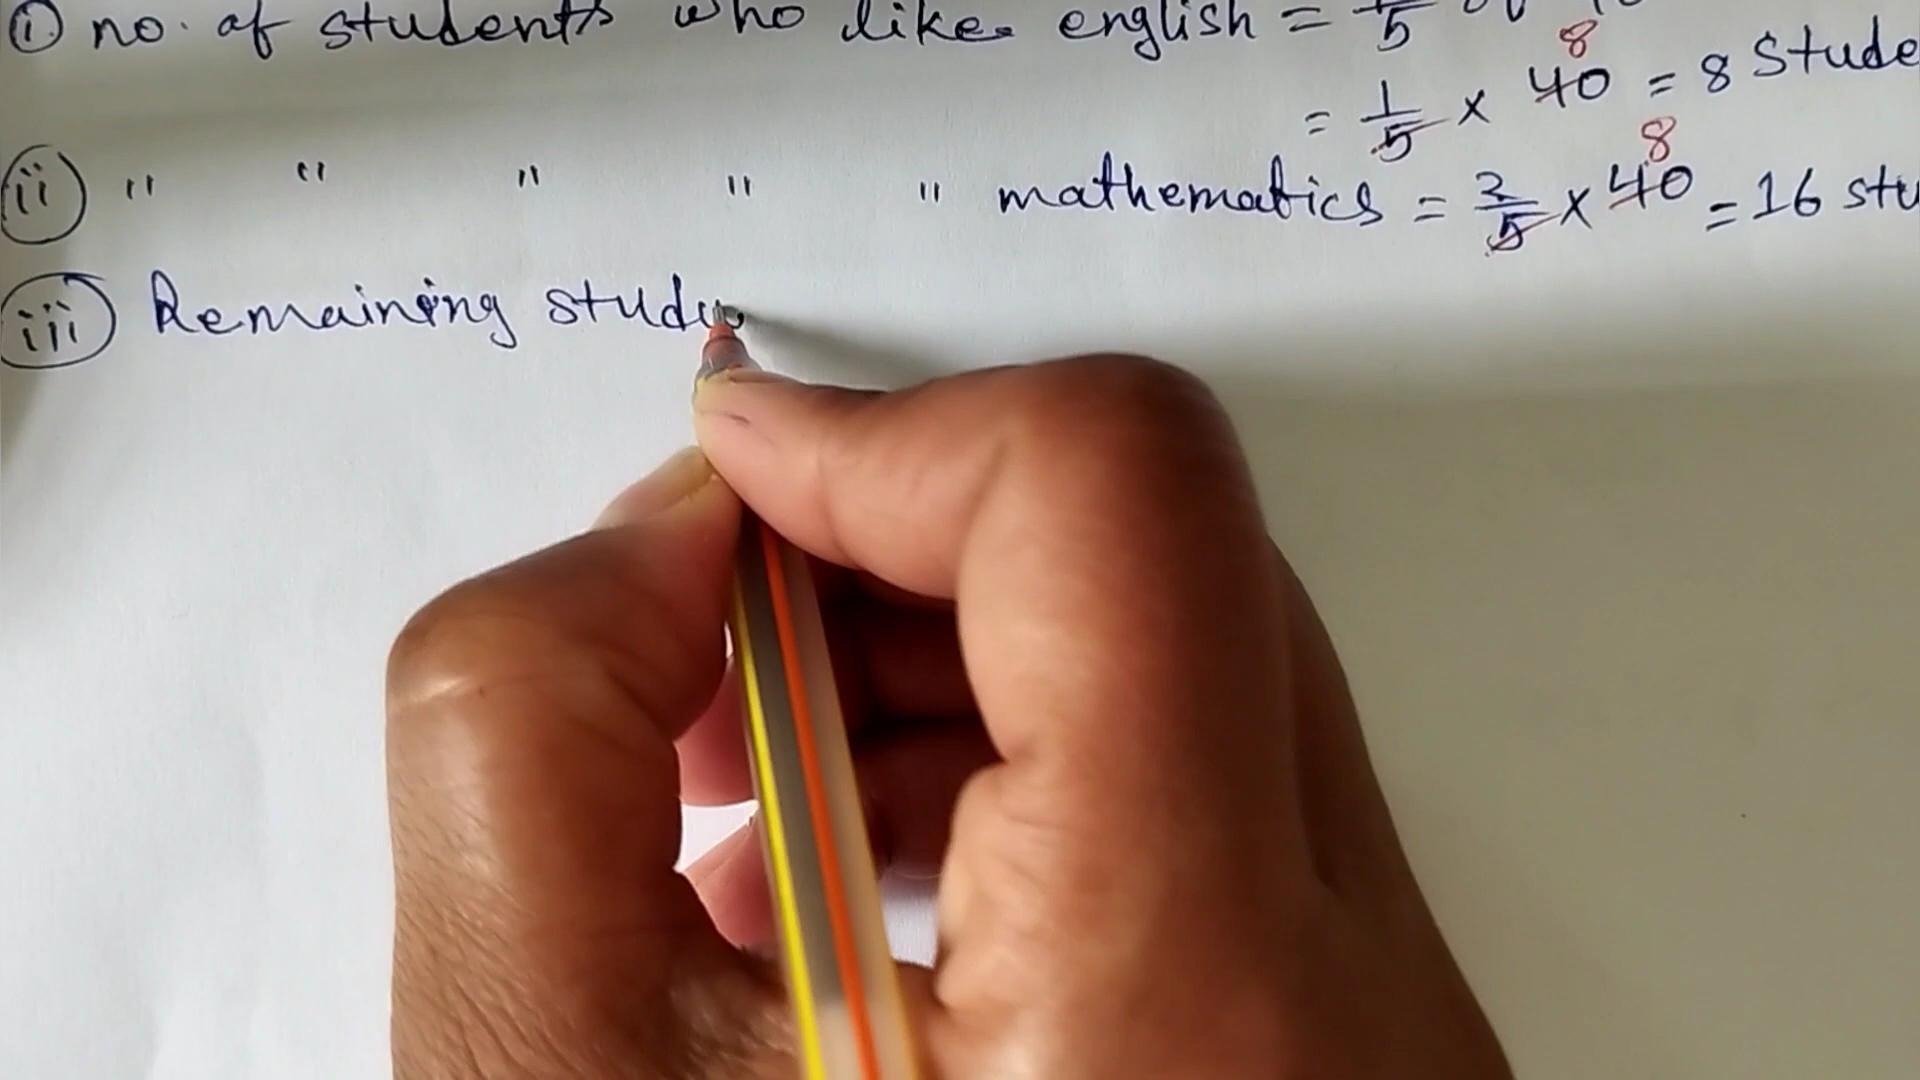 i no. of students who like english = 1/5 of
= 1/5 × 40 8 = 8 Stude
ii " " " " " mathematics = 2/5 × 40 8 = 16 stu
iii Remaining stude